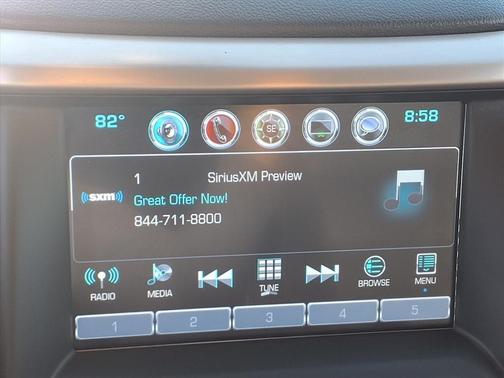 82° SE 8:58
1 SiriusXM Preview
((sxm)) Great Offer Now!
844-711-8800
RADIO MEDIA TUNE BROWSE MENU
1 2 3 4 5